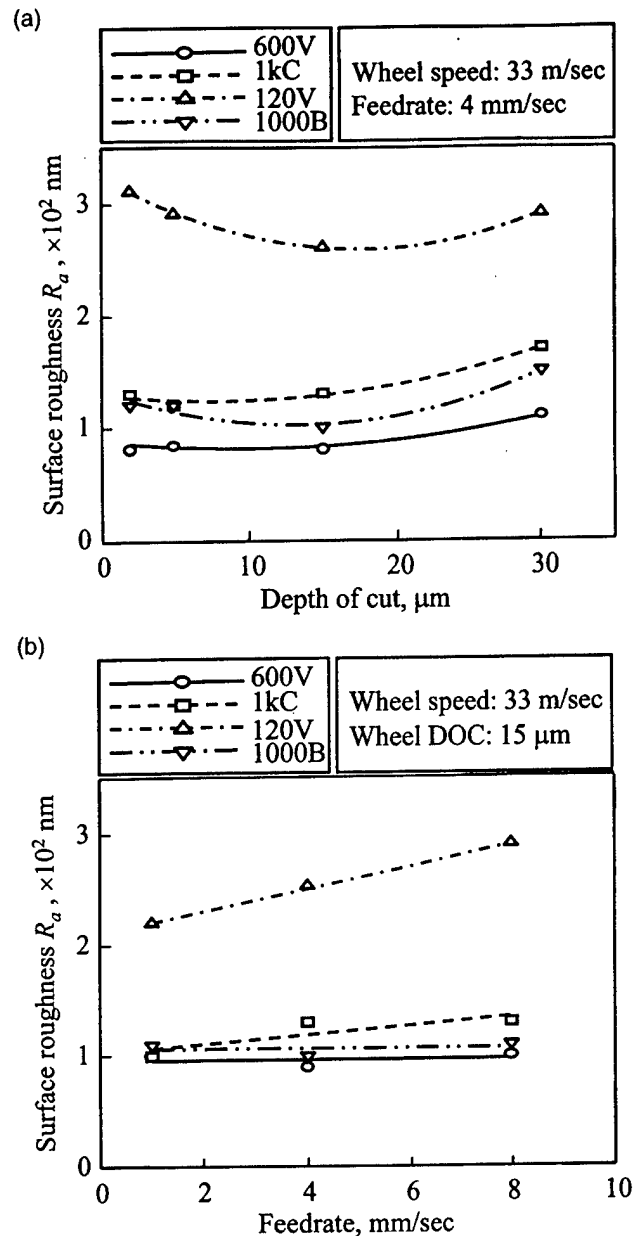 (a)
600V
1kC
120V
1000B
Wheel speed: 33 m/sec
Feedrate: 4 mm/sec
Surface roughness Ra , ×10² nm
3
2
1
0
0
10
20
30
Depth of cut, μm
(b)
600V
1kC
120V
1000B
Wheel speed: 33 m/sec
Wheel DOC: 15 μm
Surface roughness Ra , ×10² nm
3
2
1
0
0
2
4
6
8
10
Feedrate, mm/sec